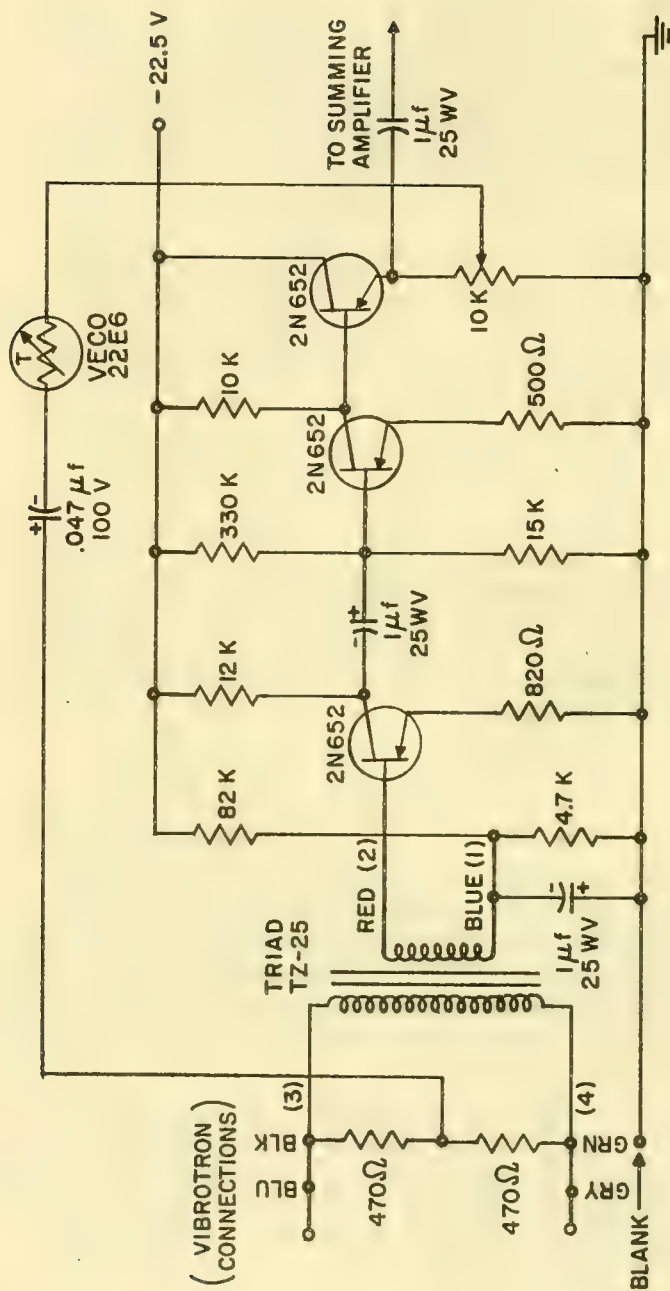 (VIBROTRON
CONNECTIONS)
BLU
BLK
(3)
470Ω
470Ω
GRY
GRN
(4)
BLANK
TRIAD
TZ-25
RED (2)
BLUE (1)
1µf
25 WV
82 K
4.7 K
2N652
12 K
820Ω
- +
1µf
25WV
330 K
15K
2N652
10 K
500Ω
2N652
10K
+ -
.047 µf
100 V
T
VECO
22E6
-22.5 V
TO SUMMING
AMPLIFIER
1µf
25 WV
- +